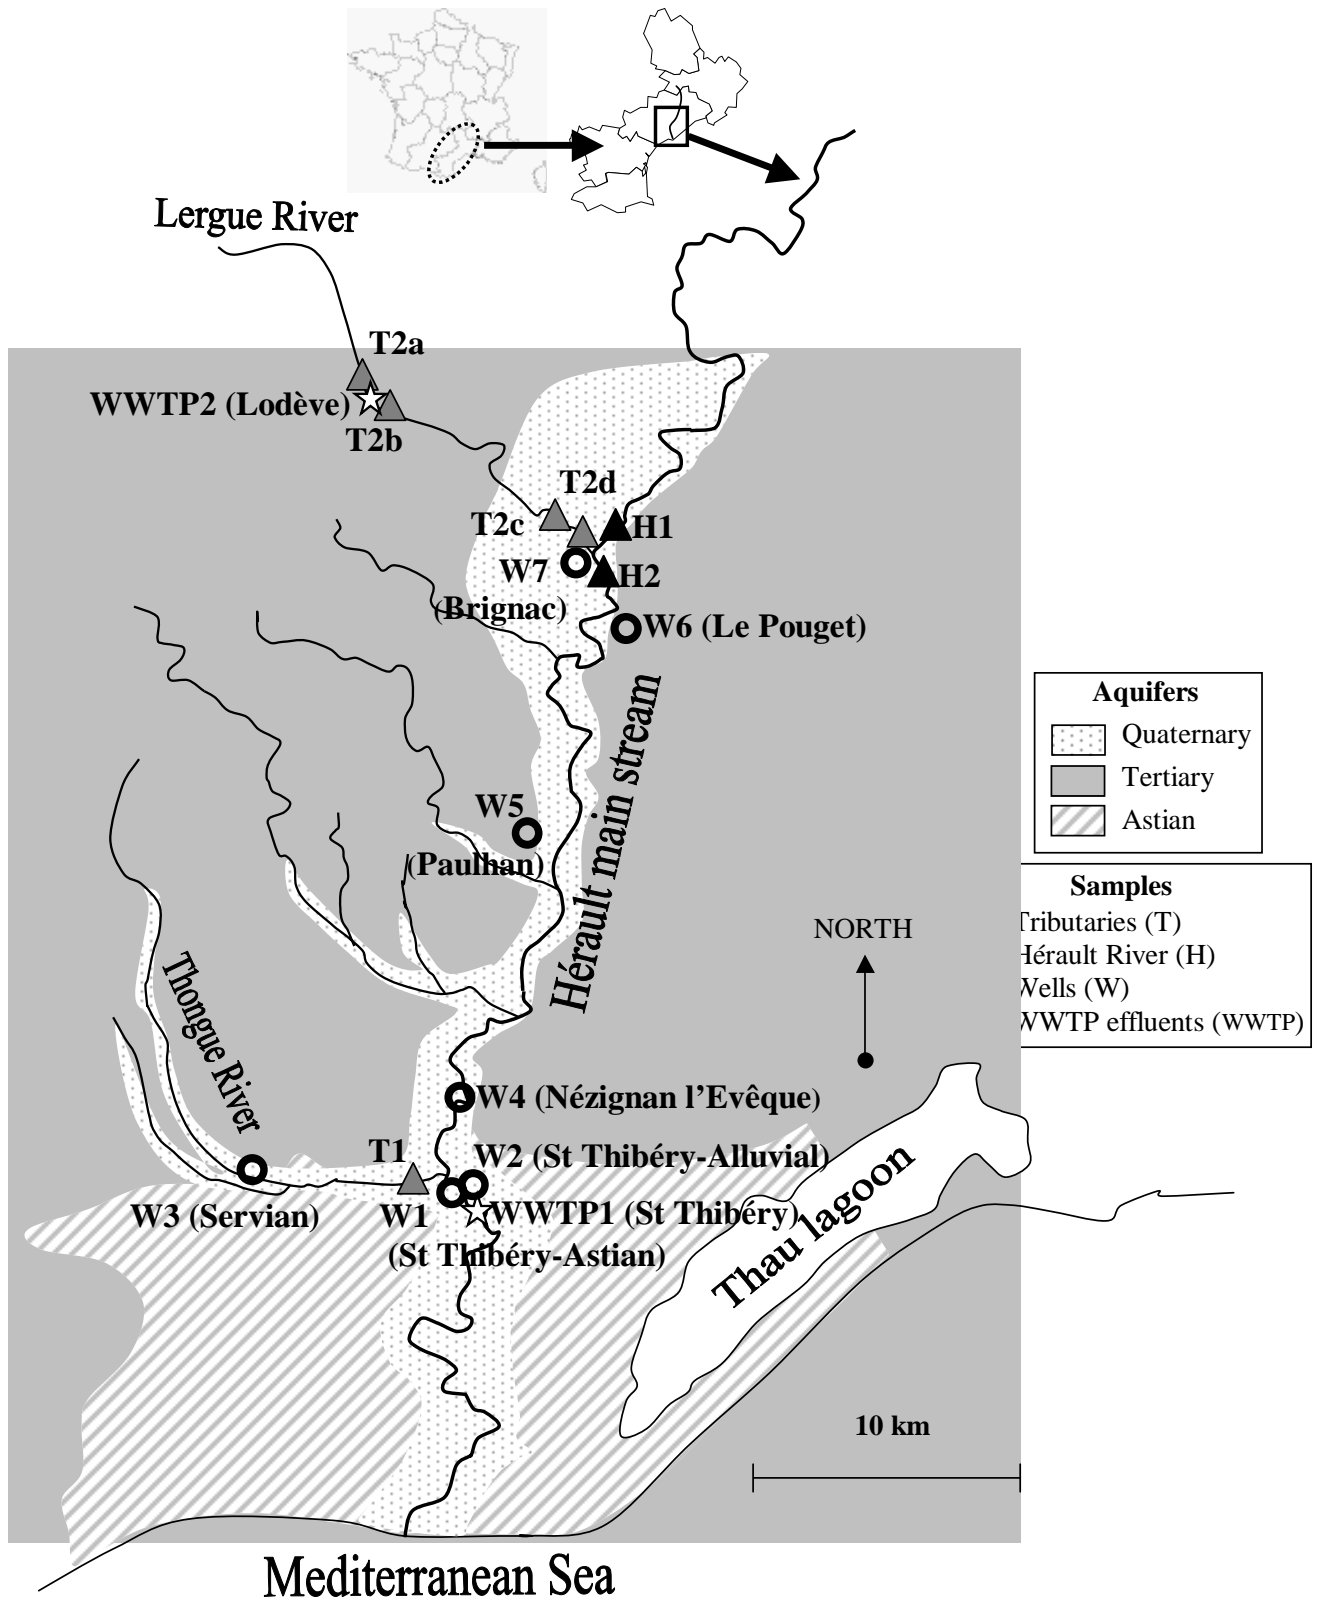 Lergue River
T2a
WWTP2 (Lodève)
T2b
T2d
T2c
H1
W7
H2
(Brignac)
W6 (Le Pouget)
Hérault main stream
Aquifers
Quaternary
Tertiary
Astian
W5
(Paulhan)
Samples
Tributaries (T)
Hérault River (H)
Wells (W)
WWTP effluents (WWTP)
NORTH
Thongue River
W4 (Nézignan l’Evêque)
T1
W2 (St Thibéry-Alluvial)
W3 (Servian)
W1
WWTP1 (St Thibéry)
(St Thibéry-Astian)
Thau lagoon
10 km
Mediterranean Sea